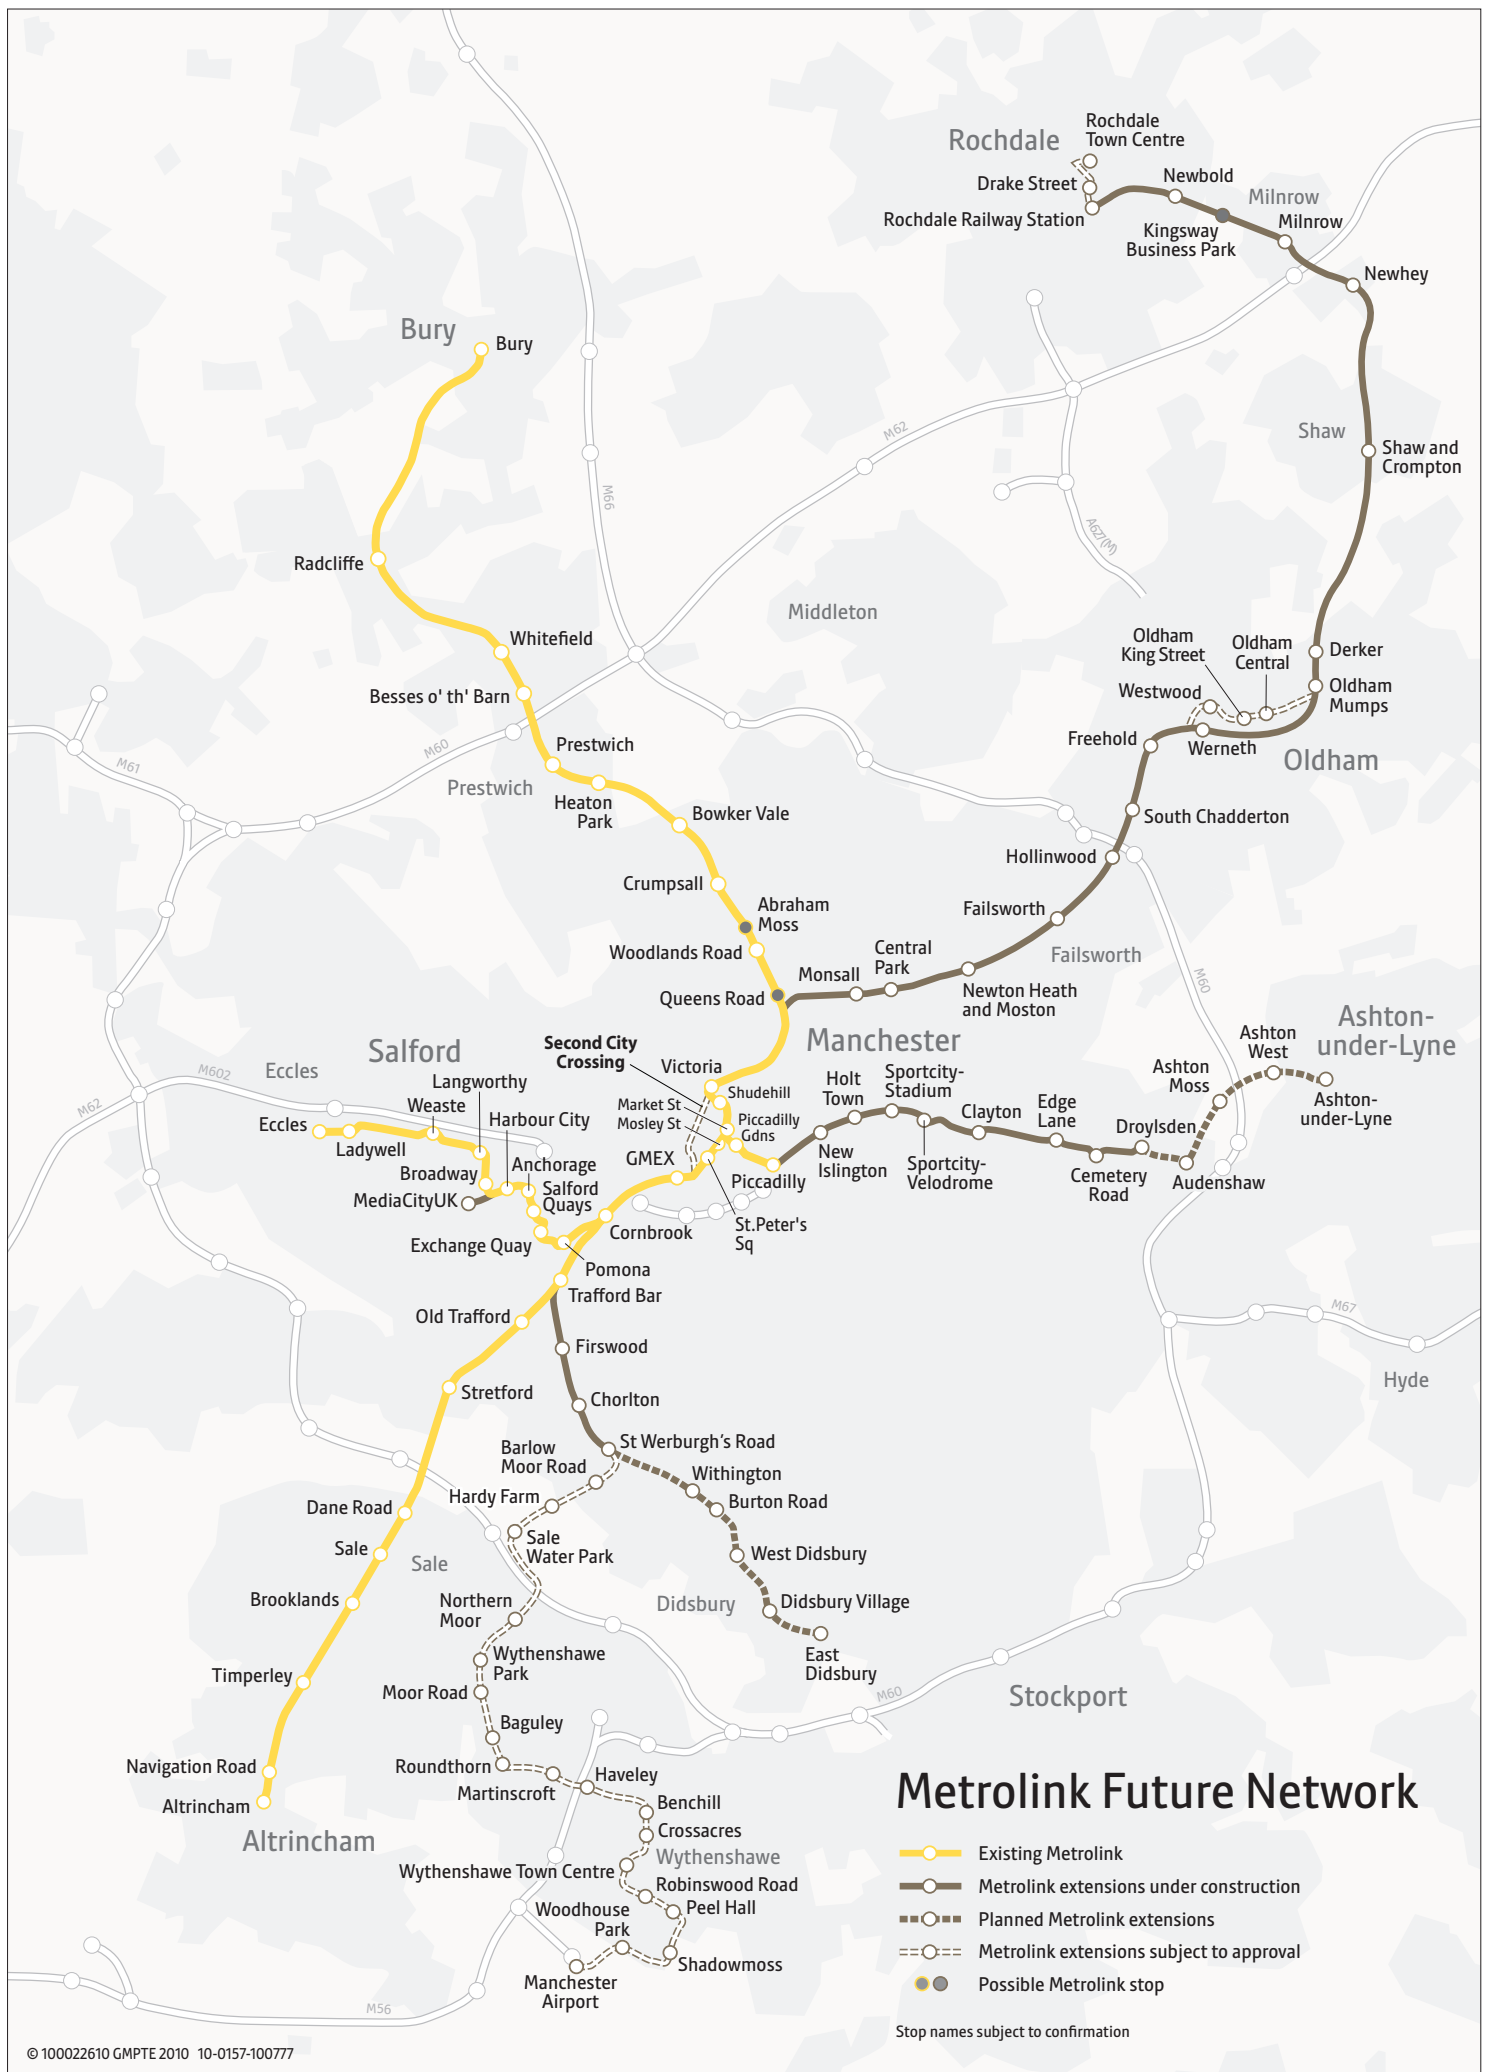 Rochdale
Rochdale
Town Centre
Drake Street
Rochdale Railway Station
Newbold
Milnrow
Kingsway
Business Park
Milnrow
Newhey
Bury
Bury
M62
M66
A627(M)
Shaw
Shaw and
Crompton
Radcliffe
Middleton
Whitefield
Besses o' th' Barn
Oldham
King Street
Oldham
Central
Derker
Westwood
Oldham
Mumps
Freehold
Werneth
Oldham
M61
M60
Prestwich
Prestwich
Heaton
Park
Bowker Vale
South Chadderton
Hollinwood
Crumpsall
Abraham
Moss
Failsworth
Failsworth
Woodlands Road
Central
Park
Monsall
Queens Road
Newton Heath
and Moston
M60
Ashton-
under-Lyne
Manchester
Salford
Second City
Crossing
Ashton
West
Ashton
Moss
Ashton-
under-Lyne
M602
Eccles
M62
Victoria
Shudehill
Market St
Mosley St
Piccadilly
Gdns
Piccadilly
GMEX
St.Peter's
Sq
Holt
Town
Sportcity-
Stadium
New
Islington
Sportcity-
Velodrome
Clayton
Edge
Lane
Cemetery
Road
Droylsden
Audenshaw
Langworthy
Weaste
Harbour City
Eccles
Ladywell
Broadway
Anchorage
MediaCityUK
Salford
Quays
Exchange Quay
Cornbrook
Pomona
Trafford Bar
Old Trafford
M67
Hyde
Firswood
Stretford
Chorlton
St Werburgh's Road
Barlow
Moor Road
Withington
Hardy Farm
Burton Road
Dane Road
Sale
Water Park
Sale
Sale
West Didsbury
Brooklands
Northern
Moor
Didsbury
Didsbury Village
East
Didsbury
Wythenshawe
Park
Timperley
Moor Road
M60
Stockport
Baguley
Navigation Road
Roundthorn
Martinscroft
Haveley
Altrincham
Altrincham
Benchill
Crossacres
Wythenshawe
Wythenshawe Town Centre
Robinswood Road
Peel Hall
Woodhouse
Park
Shadowmoss
Manchester
Airport
M56
Metrolink Future Network
Existing Metrolink
Metrolink extensions under construction
Planned Metrolink extensions
Metrolink extensions subject to approval
Possible Metrolink stop
Stop names subject to confirmation
© 100022610 GMPTE 2010 10-0157-100777